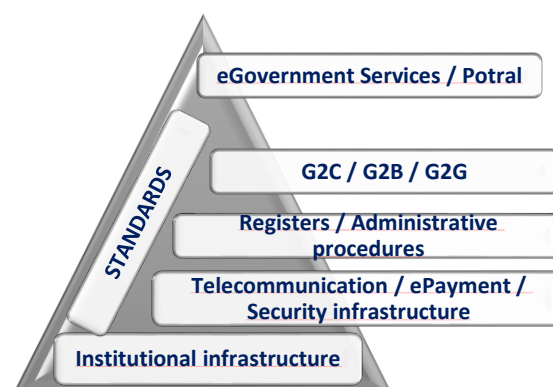 eGovernment Services / Potral
STANDARDS
G2C / G2B / G2G
Registers / Administrative
procedures
Telecommunication / ePayment /
Security infrastructure
Institutional infrastructure